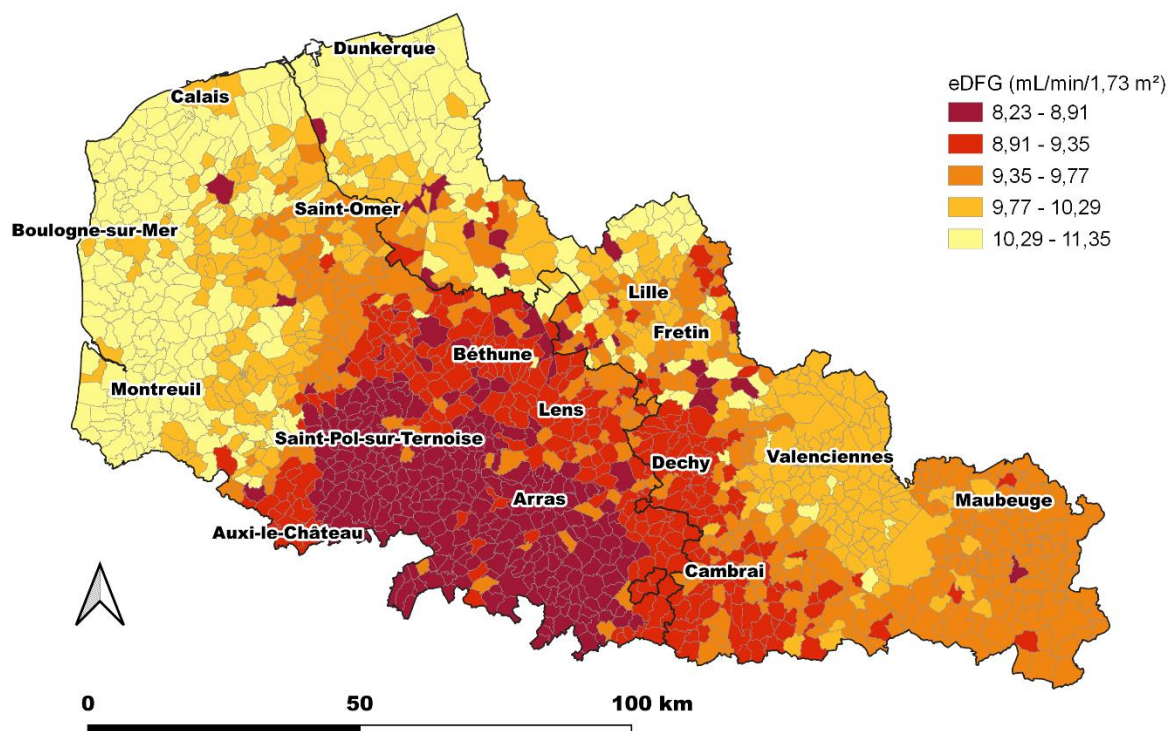 Dunkerque
eDFG (mL/min/1,73 m²)
8,23 - 8,91
8,91 - 9,35
9,35 - 9,77
9,77 - 10,29
10,29 - 11,35
Calais
Saint-Omer
Boulogne-sur-Mer
Lille
Fretin
Béthune
Montreuil
Lens
Saint-Pol-sur-Ternoise
Dechy
Valenciennes
Arras
Maubeuge
Auxi-le-Château
Cambrai
0
50
100 km